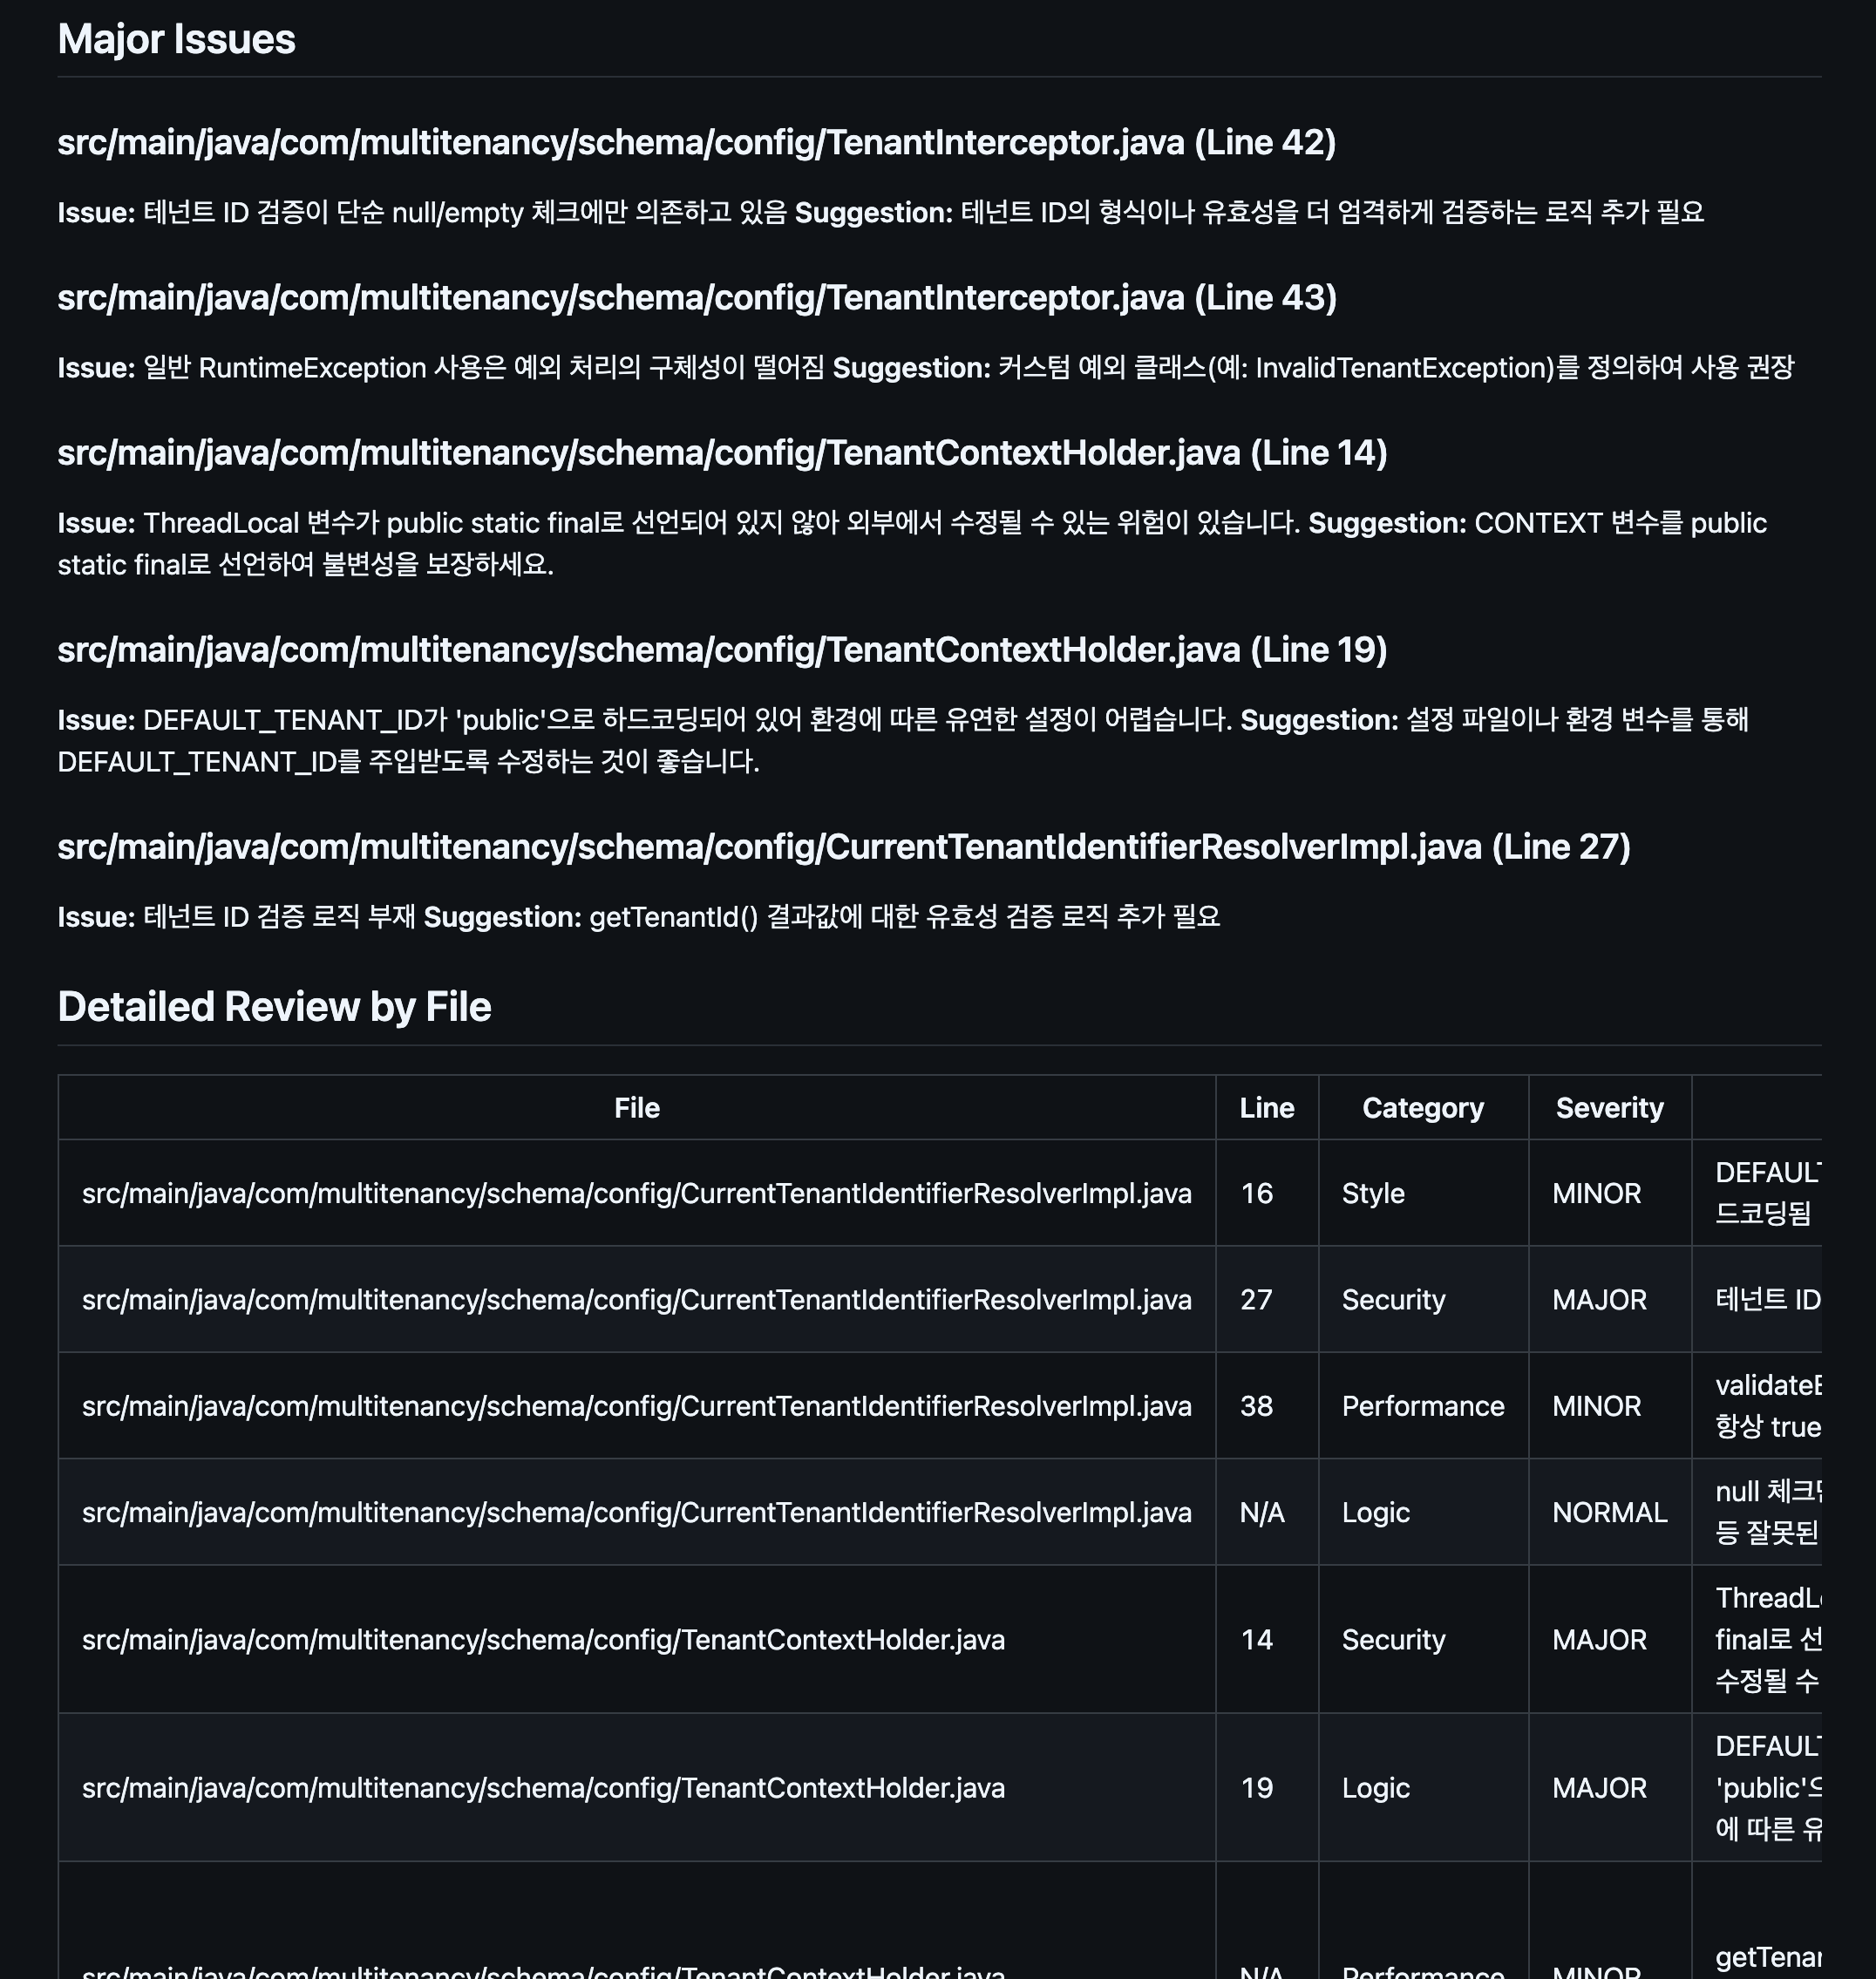 Major Issues
src/main/java/com/multitenancy/schema/config/TenantInterceptor.java (Line 42)
Issue: 테넌트 ID 검증이 단순 null/empty 체크에만 의존하고 있음 Suggestion: 테넌트 ID의 형식이나 유효성을 더 엄격하게 검증하는 로직 추가 필요
src/main/java/com/multitenancy/schema/config/TenantInterceptor.java (Line 43)
Issue: 일반 RuntimeException 사용은 예외 처리의 구체성이 떨어짐 Suggestion: 커스텀 예외 클래스(예: InvalidTenantException)를 정의하여 사용 권장
src/main/java/com/multitenancy/schema/config/TenantContextHolder.java (Line 14)
Issue: ThreadLocal 변수가 public static final로 선언되어 있지 않아 외부에서 수정될 수 있는 위험이 있습니다. Suggestion: CONTEXT 변수를 public
static final로 선언하여 불변성을 보장하세요.
src/main/java/com/multitenancy/schema/config/TenantContextHolder.java (Line 19)
Issue: DEFAULT_TENANT_ID가 'public'으로 하드코딩되어 있어 환경에 따른 유연한 설정이 어렵습니다. Suggestion: 설정 파일이나 환경 변수를 통해
DEFAULT_TENANT_ID를 주입받도록 수정하는 것이 좋습니다.
src/main/java/com/multitenancy/schema/config/CurrentTenantIdentifierResolverImpl.java (Line 27)
Issue: 테넌트 ID 검증 로직 부재 Suggestion: getTenantId() 결과값에 대한 유효성 검증 로직 추가 필요
Detailed Review by File
File Line Category Severity
src/main/java/com/multitenancy/schema/config/CurrentTenantIdentifierResolverImpl.java 16 Style MINOR DEFAULT
드코딩됨
src/main/java/com/multitenancy/schema/config/CurrentTenantIdentifierResolverImpl.java 27 Security MAJOR 테넌트 ID
src/main/java/com/multitenancy/schema/config/CurrentTenantIdentifierResolverImpl.java 38 Performance MINOR validate
항상 true
src/main/java/com/multitenancy/schema/config/CurrentTenantIdentifierResolverImpl.java N/A Logic NORMAL null 체크
등 잘못된
src/main/java/com/multitenancy/schema/config/TenantContextHolder.java 14 Security MAJOR ThreadL
final로 선
수정될 수
src/main/java/com/multitenancy/schema/config/TenantContextHolder.java 19 Logic MAJOR DEFAULT
'public'으
에 따른 유
src/main/java/com/multitenancy/schema/config/TenantContextHolder.java N/A Performance MINOR getTenan